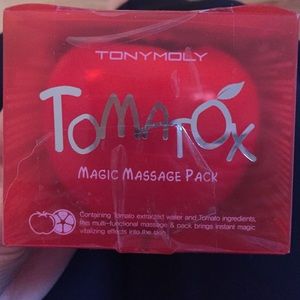 TONYMOLY
TOMATOX
MAGIC MASSAGE PACK
Containing Tomato extracted water and Tomato ingredients,
this multi-functional massage & pack brings instant magic
vitalizing effects into the skin